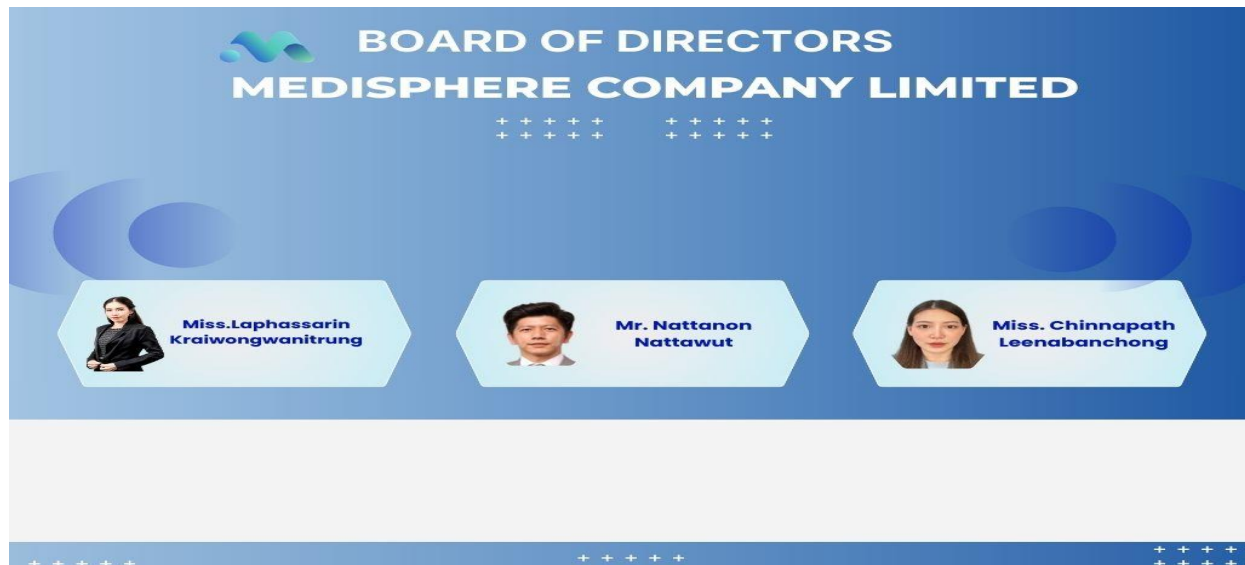 BOARD OF DIRECTORS
MEDISPHERE COMPANY LIMITED
Miss.Laphassarin
Kraiwongwanitrung
Mr. Nattanon
Nattawut
Miss. Chinnapath
Leenabanchong